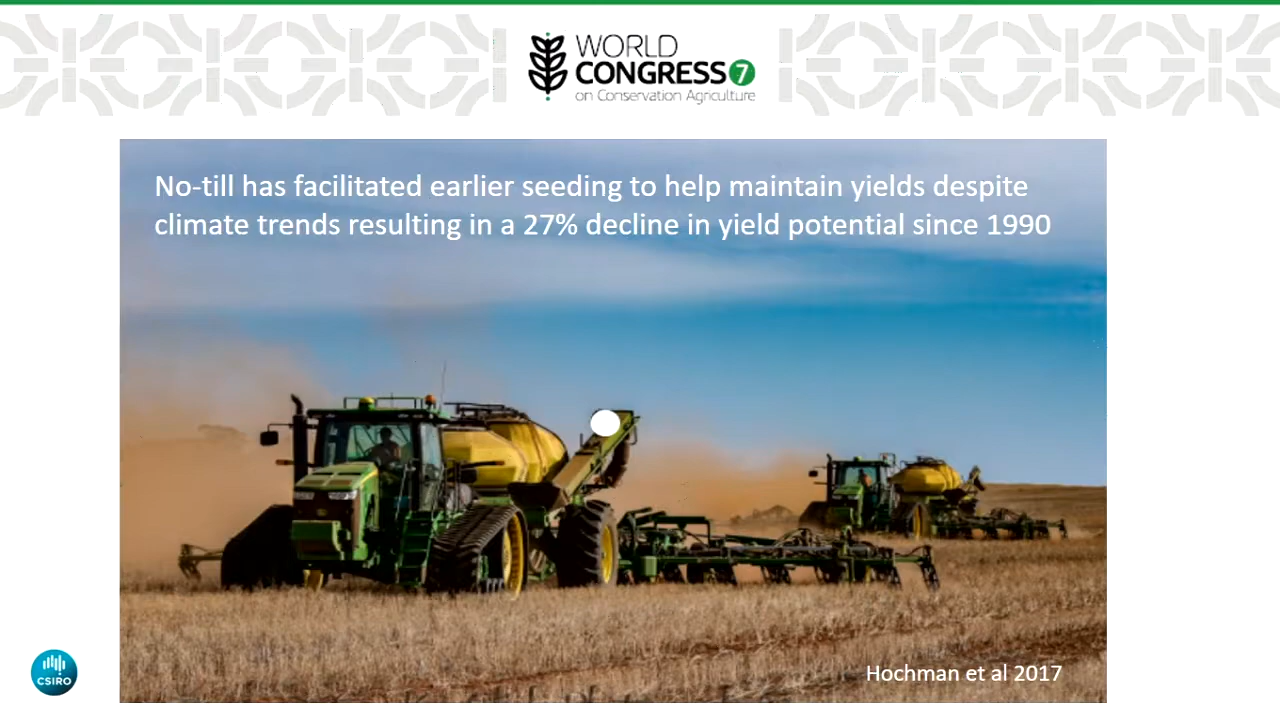 WORLD
CONGRESS 7
on Conservation Agriculture
No-till has facilitated earlier seeding to help maintain yields despite
climate trends resulting in a 27% decline in yield potential since 1990
Hochman et al 2017
CSIRO